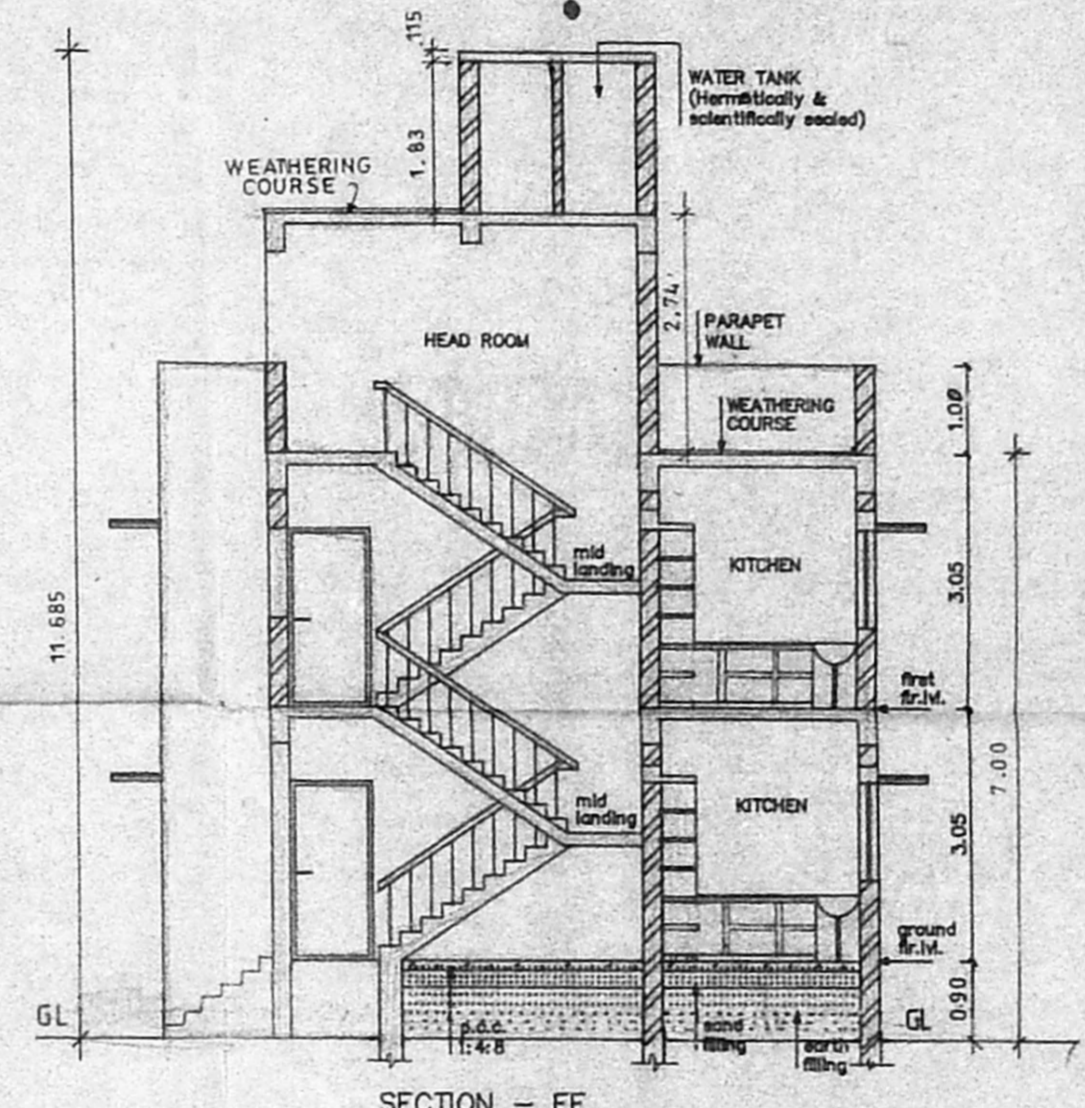 .115
WATER TANK
(Hermatically &
scientifically sealed)
1.83
WEATHERING
COURSE
2.74
HEAD ROOM
PARAPET
WALL
WEATHERING
COURSE
1.00
mid
landing
KITCHEN
3.05
11.685
first
flr.lvl.
7.00
mid
landing
KITCHEN
3.05
ground
flr.lvl.
0.90
GL
GL
p.c.c.
1:4:8
sand
filling
earth
filling
SECTION - EE